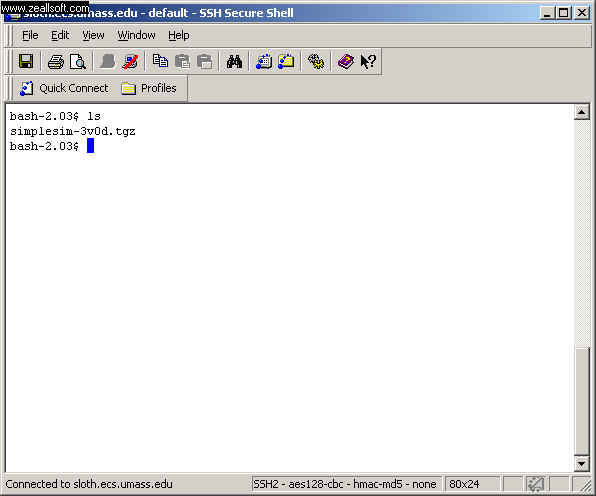 www.zeallsoft.com
sloth.ecs.umass.edu - default - SSH Secure Shell
File Edit View Window Help
Quick Connect Profiles
bash-2.03$ ls
simplesim-3v0d.tgz
bash-2.03$
Connected to sloth.ecs.umass.edu SSH2 - aes128-cbc - hmac-md5 - none 80x24